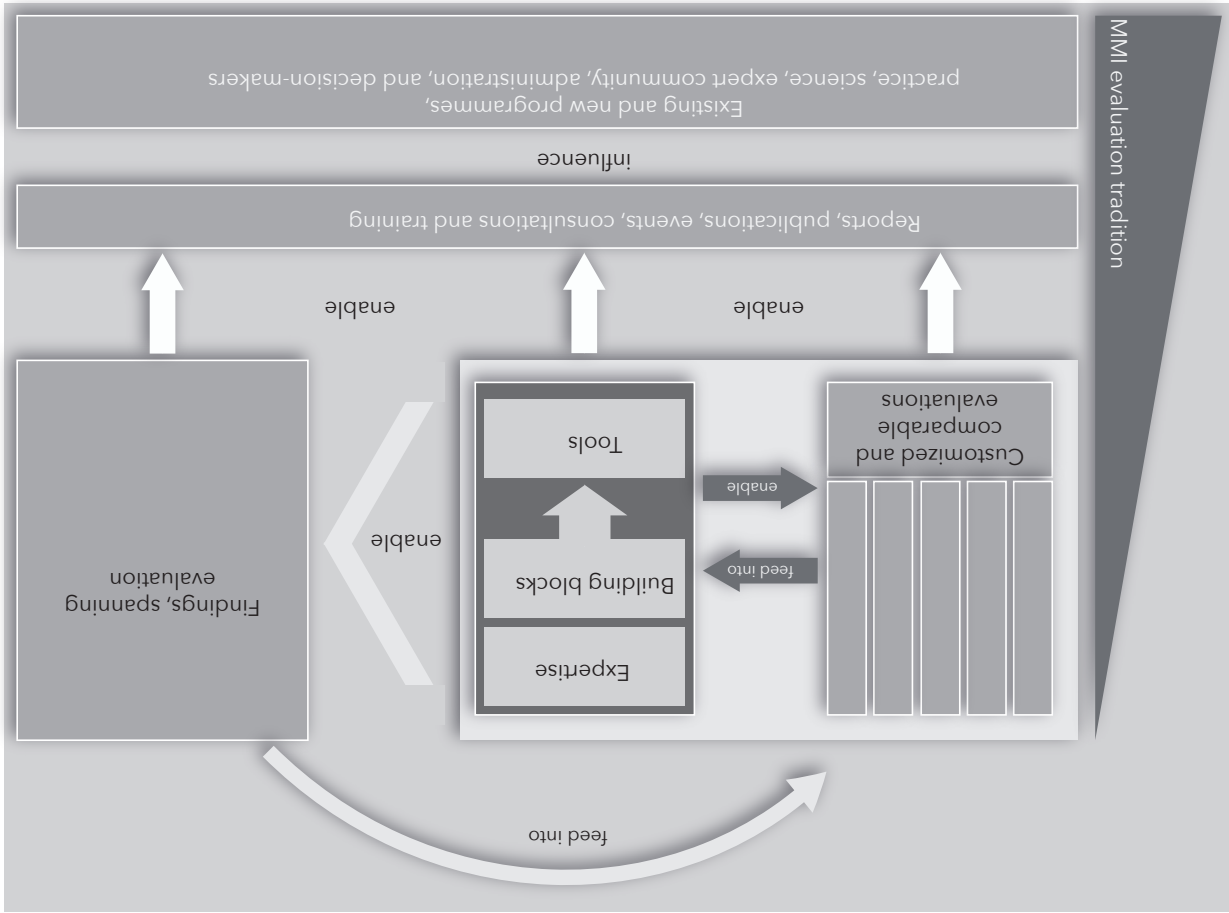 feed into
Customized and
comparable
evaluations
feed into
enable
Expertise
Building blocks
Tools
enable
Findings, spanning
evaluation
enable
enable
Reports, publications, events, consultations and training
influence
Existing and new programmes,
practice, science, expert community, administration, and decision-makers
MMI evaluation tradition